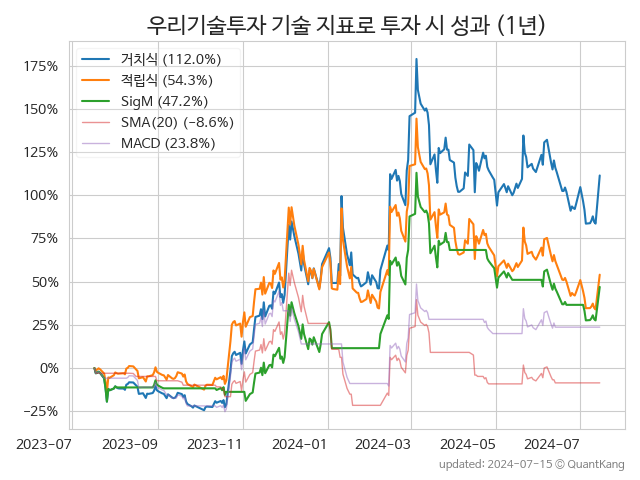 우리기술투자 기술 지표로 투자 시 성과 (1년)
거치식 (112.0%)
적립식 (54.3%)
SigM (47.2%)
SMA(20) (−8.6%)
MACD (23.8%)
175%
150%
125%
100%
75%
50%
25%
0%
−25%
2023-07 2023-09 2023-11 2024-01 2024-03 2024-05 2024-07
updated: 2024-07-15 © QuantKang